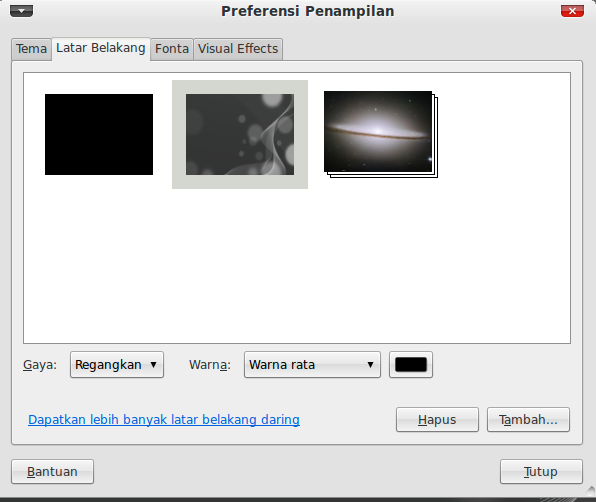 Preferensi Penampilan
Tema Latar Belakang Fonta Visual Effects
Gaya: Regangkan Warna: Warna rata
Dapatkan lebih banyak latar belakang daring Hapus Tambah...
Bantuan Tutup